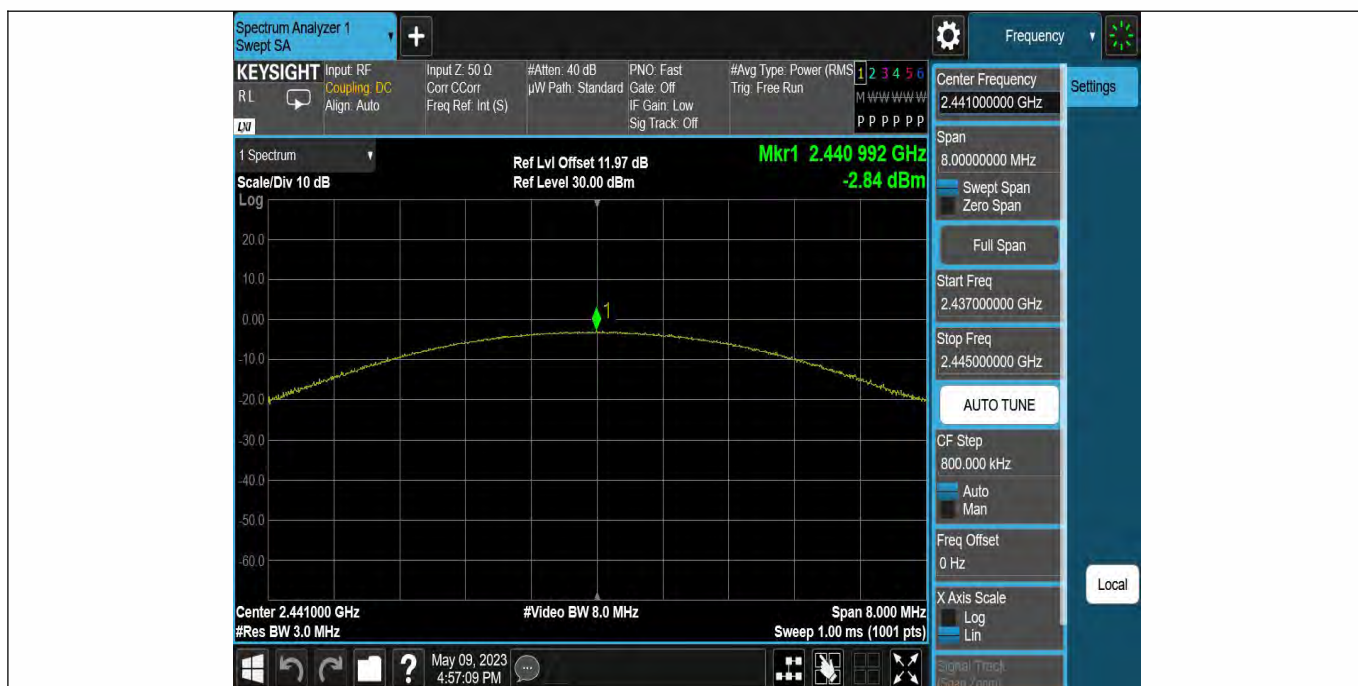 Spectrum Analyzer 1
Swept SA
+
Frequency
KEYSIGHT
RL
LXI
Input: RF
Coupling: DC
Align: Auto
Input Z: 50 Ω
Corr CCorr
Freq Ref: Int (S)
#Atten: 40 dB
µW Path: Standard
PNO: Fast
Gate: Off
IF Gain: Low
Sig Track: Off
#Avg Type: Power (RMS
Trig: Free Run
1 2 3 4 5 6
M W W W W W
P P P P P P
Center Frequency
2.441000000 GHz
Settings
Span
8.00000000 MHz
Swept Span
Zero Span
Full Span
Start Freq
2.437000000 GHz
Stop Freq
2.445000000 GHz
AUTO TUNE
CF Step
800.000 kHz
Auto
Man
Freq Offset
0 Hz
X Axis Scale
Log
Lin
Signal Track
(Span Zoom)
Local
1 Spectrum
Scale/Div 10 dB
Log
Ref Lvl Offset 11.97 dB
Ref Level 30.00 dBm
Mkr1 2.440 992 GHz
-2.84 dBm
20.0
10.0
0.00
1
-10.0
-20.0
-30.0
-40.0
-50.0
-60.0
Center 2.441000 GHz
#Video BW 8.0 MHz
Span 8.000 MHz
#Res BW 3.0 MHz
Sweep 1.00 ms (1001 pts)
?
May 09, 2023
4:57:09 PM